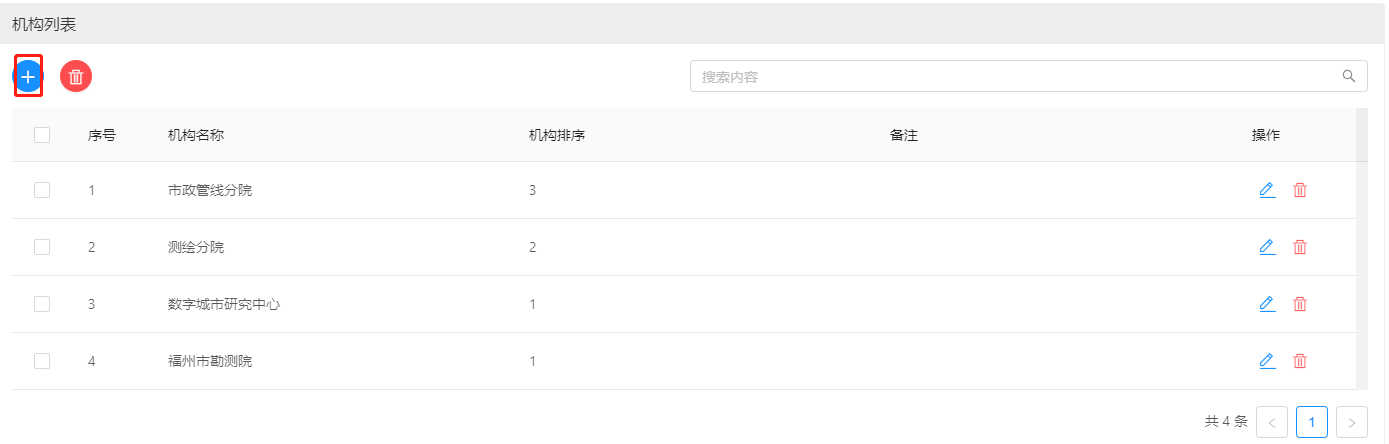 机构列表
搜索内容
序号 机构名称 机构排序 备注 操作
1 市政管线分院 3
2 测绘分院 2
3 数字城市研究中心 1
4 福州市勘测院 1
共 4 条 < 1 >